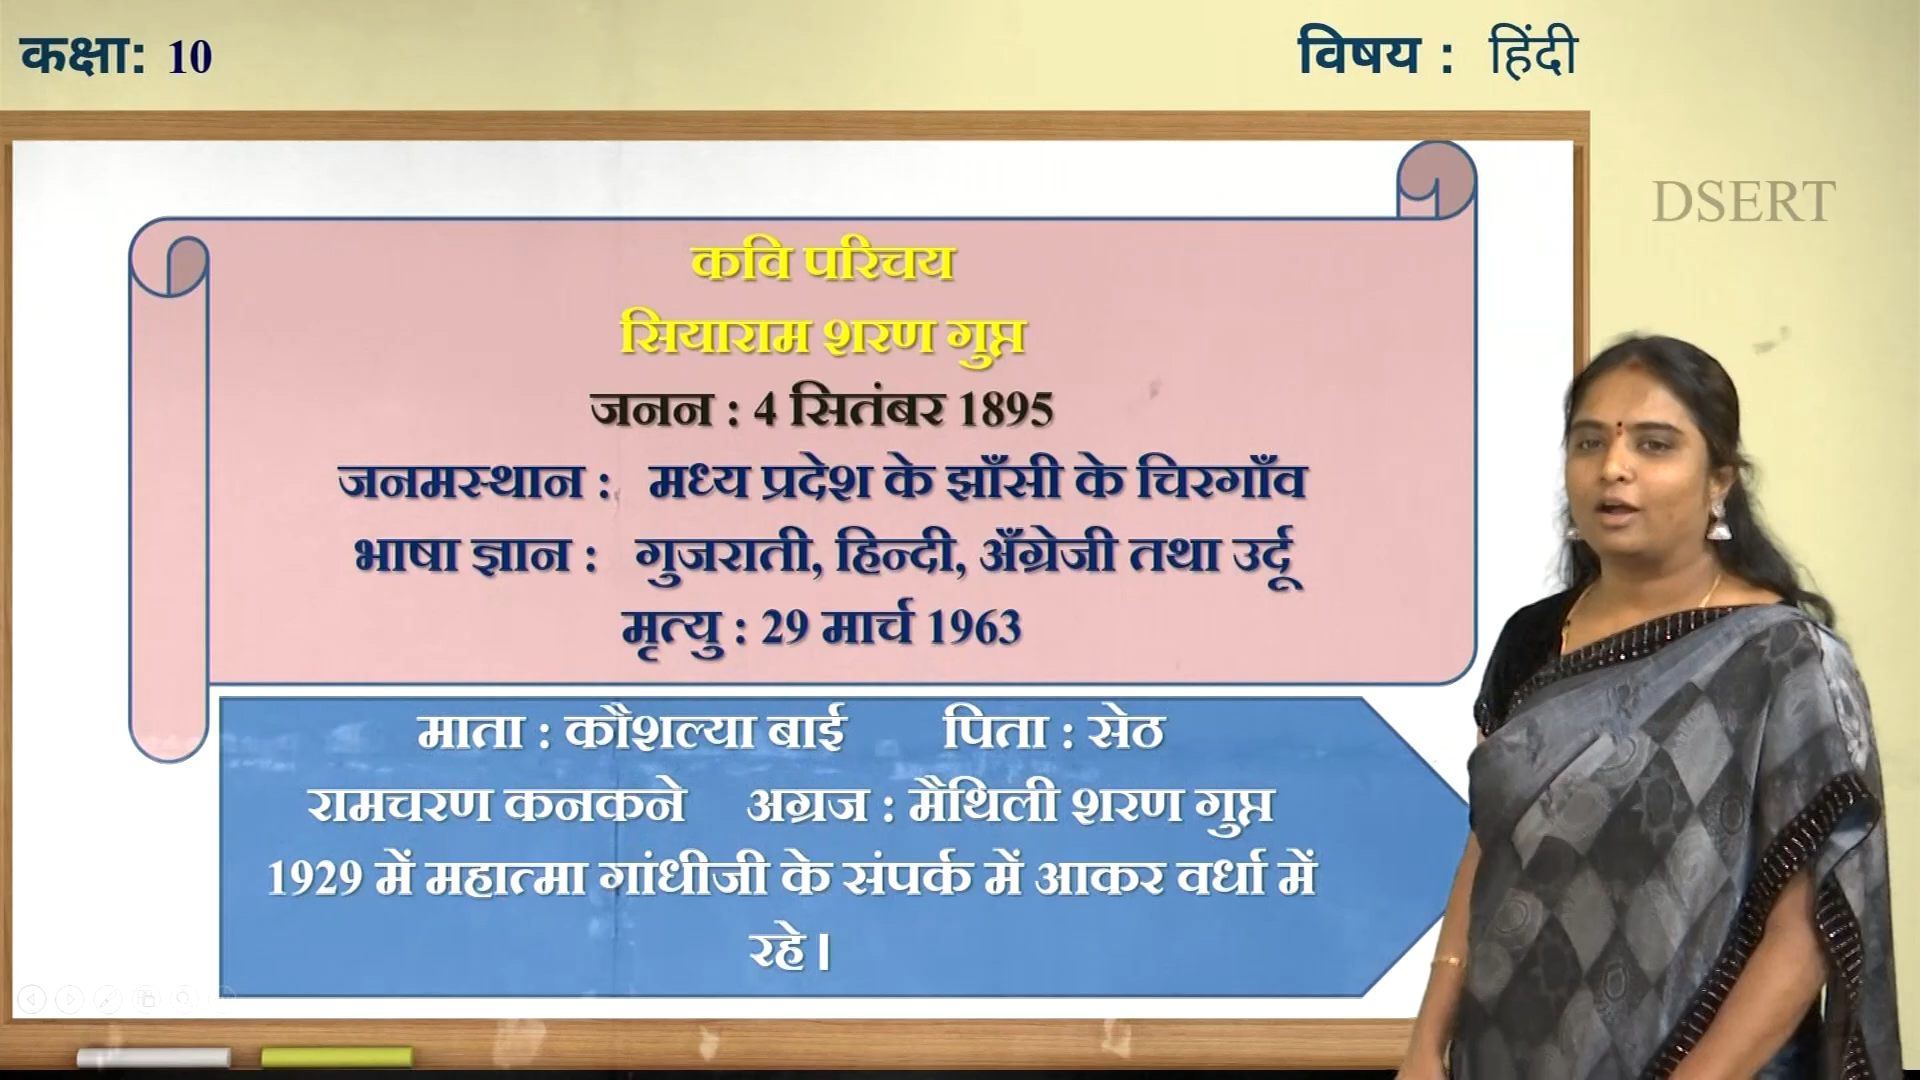 कक्षा: 10
विषय : हिंदी
DSERT
कवि परिचय
सियाराम शरण गुप्त
जनन : 4 सितंबर 1895
जनमस्थान : मध्य प्रदेश के झाँसी के चिरगाँव
भाषा ज्ञान : गुजराती, हिन्दी, अँग्रेजी तथा उर्दू
मृत्यु : 29 मार्च 1963
माता : कौशल्या बाई पिता : सेठ
रामचरण कनकने अग्रज : मैथिली शरण गुप्त
1929 में महात्मा गांधीजी के संपर्क में आकर वर्धा में
रहे।